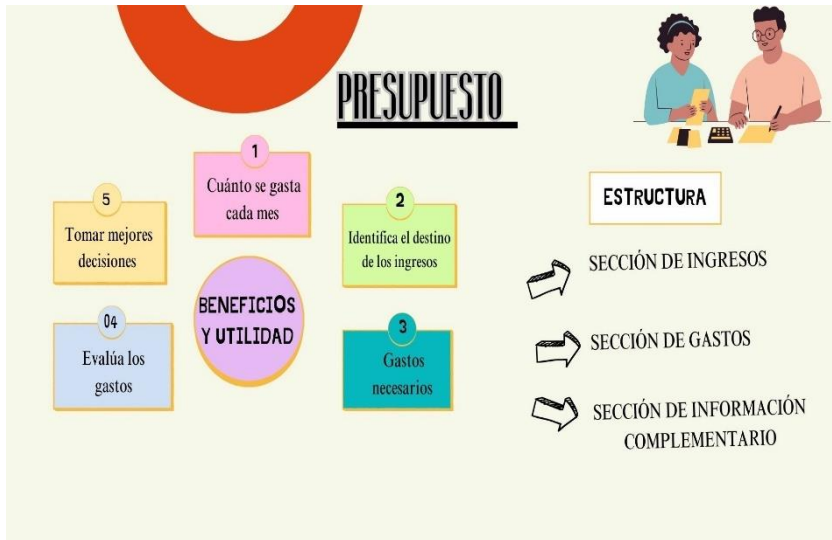 PRESUPUESTO
1
Cuánto se gasta
cada mes
2
Identifica el destino
de los ingresos
3
Gastos
necesarios
04
Evalúa los
gastos
5
Tomar mejores
decisiones
BENEFICIOS
Y UTILIDAD
ESTRUCTURA
SECCIÓN DE INGRESOS
SECCIÓN DE GASTOS
SECCIÓN DE INFORMACIÓN
COMPLEMENTARIO